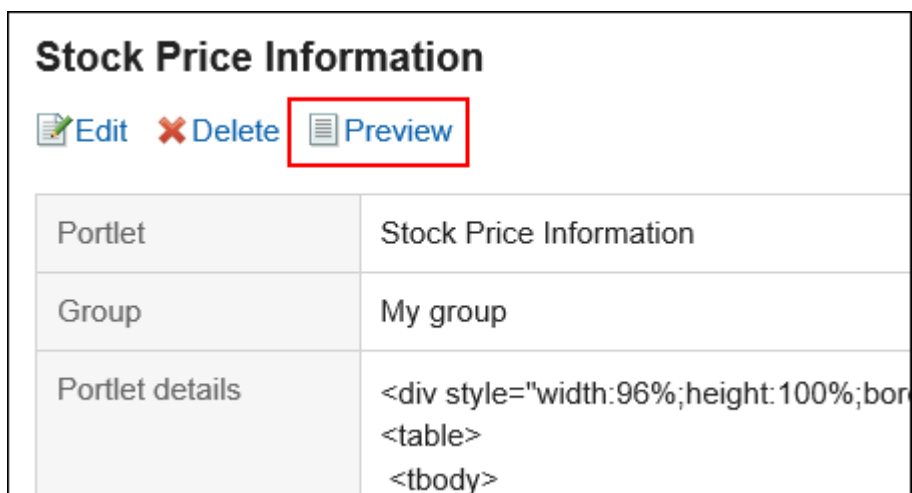 Stock Price Information
Edit Delete Preview
Portlet Stock Price Information
Group My group
Portlet details <div style="width:96%;height:100%;
<table>
<tbody>